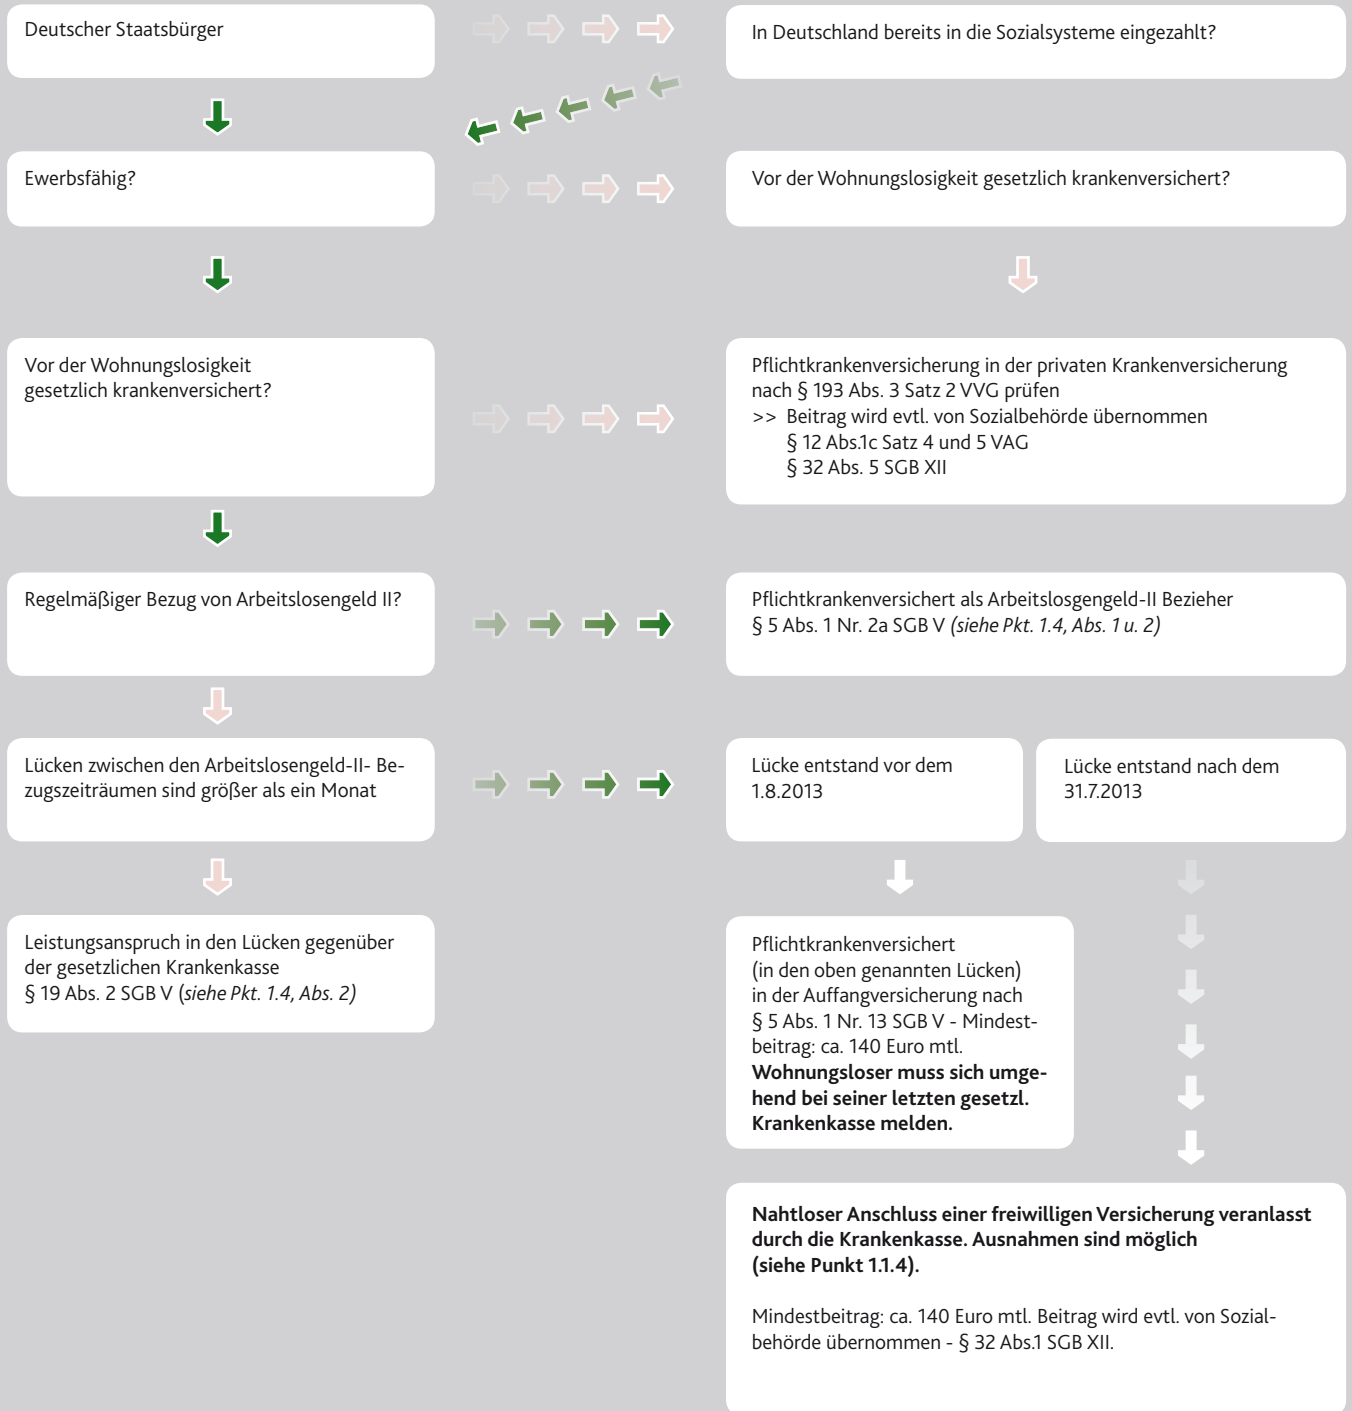 Deutscher Staatsbürger
In Deutschland bereits in die Sozialsysteme eingezahlt?
Ewerbsfähig?
Vor der Wohnungslosigkeit gesetzlich krankenversichert?
Vor der Wohnungslosigkeit
gesetzlich krankenversichert?
Pflichtkrankenversicherung in der privaten Krankenversicherung
nach § 193 Abs. 3 Satz 2 VVG prüfen
>> Beitrag wird evtl. von Sozialbehörde übernommen
§ 12 Abs.1c Satz 4 und 5 VAG
§ 32 Abs. 5 SGB XII
Regelmäßiger Bezug von Arbeitslosengeld II?
Pflichtkrankenversichert als Arbeitslosgengeld-II Bezieher
§ 5 Abs. 1 Nr. 2a SGB V (siehe Pkt. 1.4, Abs. 1 u. 2)
Lücken zwischen den Arbeitslosengeld-II- Be-
zugszeiträumen sind größer als ein Monat
Lücke entstand vor dem
1.8.2013
Lücke entstand nach dem
31.7.2013
Leistungsanspruch in den Lücken gegenüber
der gesetzlichen Krankenkasse
§ 19 Abs. 2 SGB V (siehe Pkt. 1.4, Abs. 2)
Pflichtkrankenversichert
(in den oben genannten Lücken)
in der Auffangversicherung nach
§ 5 Abs. 1 Nr. 13 SGB V - Mindest-
beitrag: ca. 140 Euro mtl.
Wohnungsloser muss sich umge-
hend bei seiner letzten gesetzl.
Krankenkasse melden.
Nahtloser Anschluss einer freiwilligen Versicherung veranlasst
durch die Krankenkasse. Ausnahmen sind möglich
(siehe Punkt 1.1.4).
Mindestbeitrag: ca. 140 Euro mtl. Beitrag wird evtl. von Sozial-
behörde übernommen - § 32 Abs.1 SGB XII.